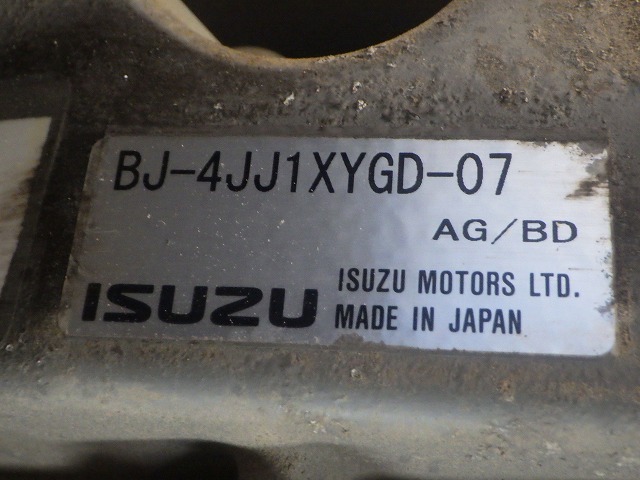 BJ-4JJ1XYGD-07
AG/BD
ISUZU
ISUZU MOTORS LTD.
MADE IN JAPAN